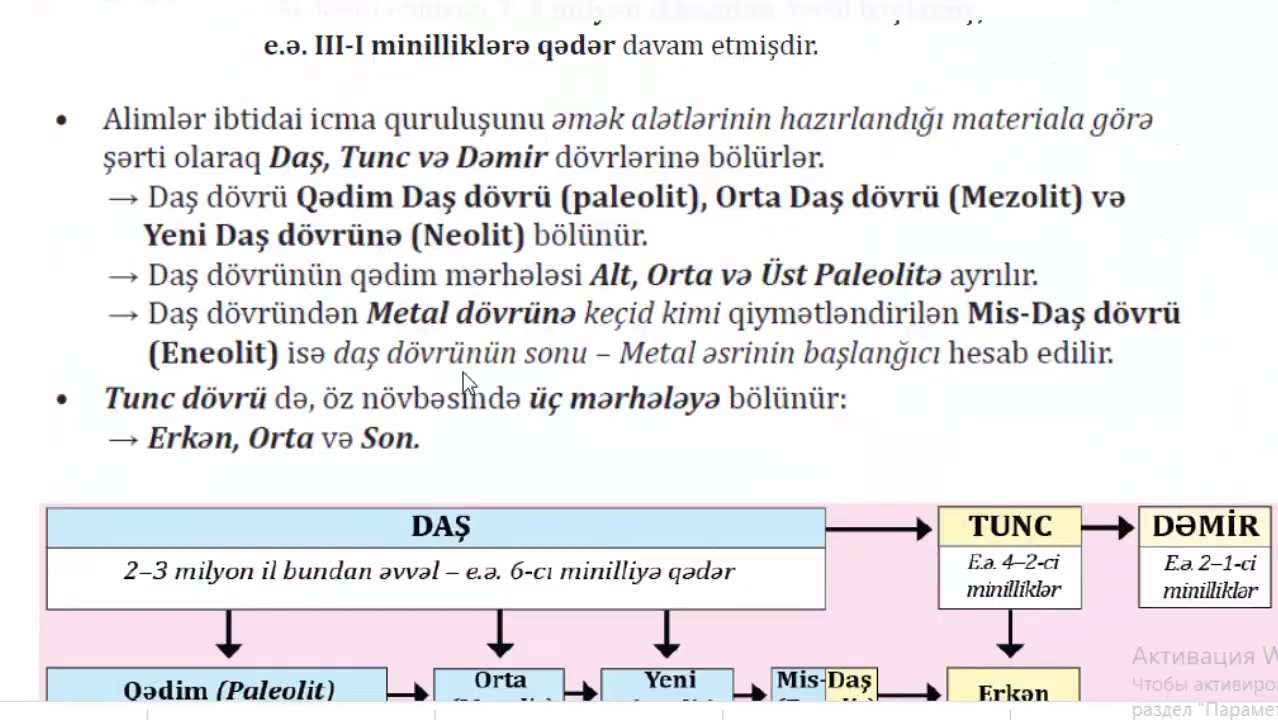 e.ə. III-I minilliklərə qədər davam etmişdir.
• Alimlər ibtidai icma quruluşunu əmək alətlərinin hazırlandığı materiala görə
şərti olaraq Daş, Tunc və Dəmir dövrlərinə bölürlər.
→ Daş dövrü Qədim Daş dövrü (paleolit), Orta Daş dövrü (Mezolit) və
Yeni Daş dövrünə (Neolit) bölünür.
→ Daş dövrünün qədim mərhələsi Alt, Orta və Üst Paleolitə ayrılır.
→ Daş dövründən Metal dövrünə keçid kimi qiymətləndirilən Mis-Daş dövrü
(Eneolit) isə daş dövrünün sonu – Metal əsrinin başlanğıcı hesab edilir.
• Tunc dövrü də, öz növbəsində üç mərhələyə bölünür:
→ Erkən, Orta və Son.
DAŞ
2–3 milyon il bundan əvvəl – e.ə. 6-cı minilliyə qədər
TUNC
E.ə. 4–2-ci
minilliklər
DƏMİR
E.ə. 2–1-ci
minilliklər
Qədim (Paleolit)
Orta
Yeni
Mis-Daş
Erkən
Активация
Чтобы
раздел